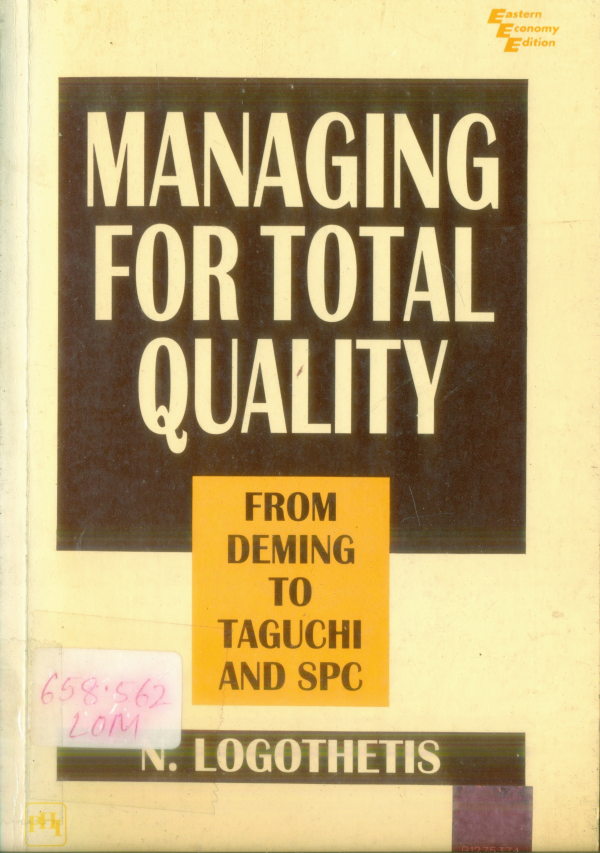 Eastern
Economy
Edition
MANAGING
FOR TOTAL
QUALITY
FROM
DEMING
TO
TAGUCHI
AND SPC
658.562
LOM
N. LOGOTHETIS
PHI